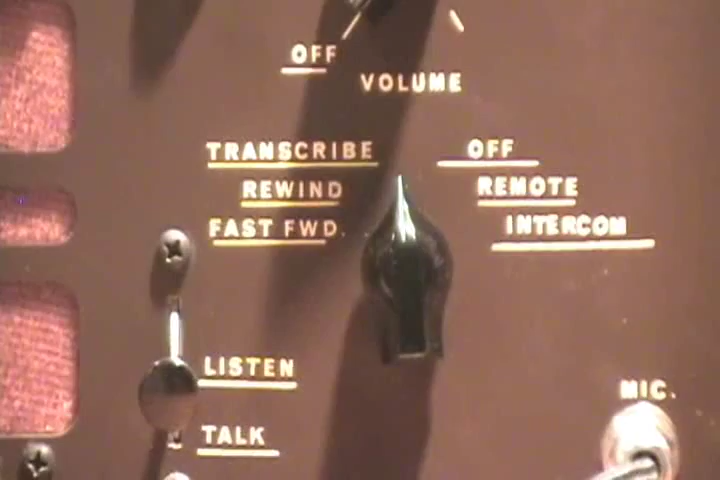 OFF
VOLUME
TRANSCRIBE
OFF
REWIND
REMOTE
FAST FWD.
INTERCOM
LISTEN
MIC.
TALK